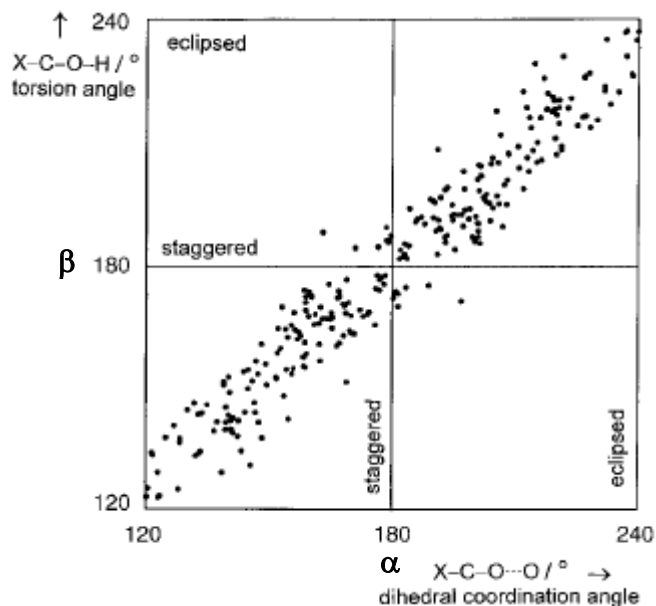 240
↑
X–C–O–H / °
torsion angle
eclipsed
staggered
β 180
staggered
eclipsed
120
120 180 240
α X–C–O┄O / ° →
dihedral coordination angle